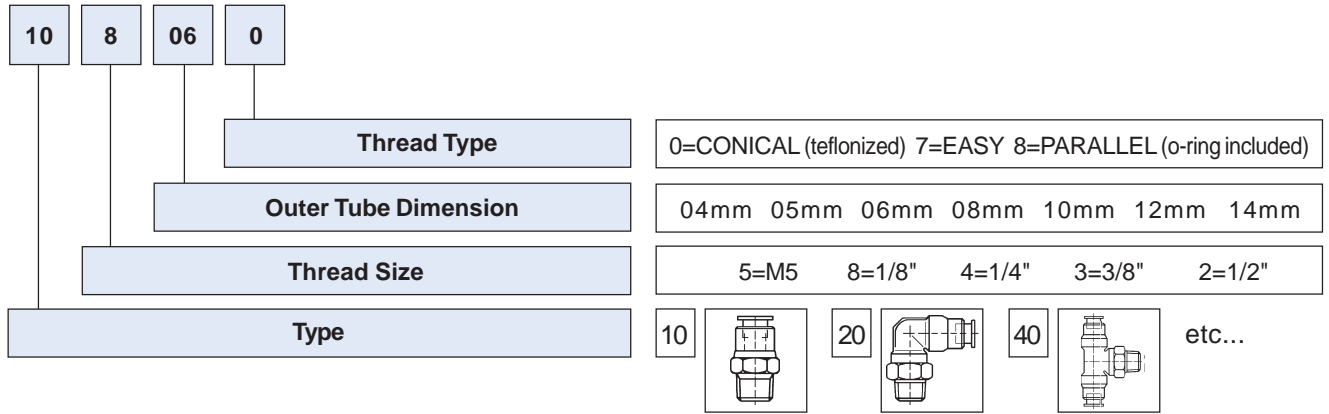 10 8 06 0
Thread Type 0=CONICAL (teflonized) 7=EASY 8=PARALLEL (o-ring included)
Outer Tube Dimension 04mm 05mm 06mm 08mm 10mm 12mm 14mm
Thread Size 5=M5 8=1/8" 4=1/4" 3=3/8" 2=1/2"
Type 10 20 40 etc...